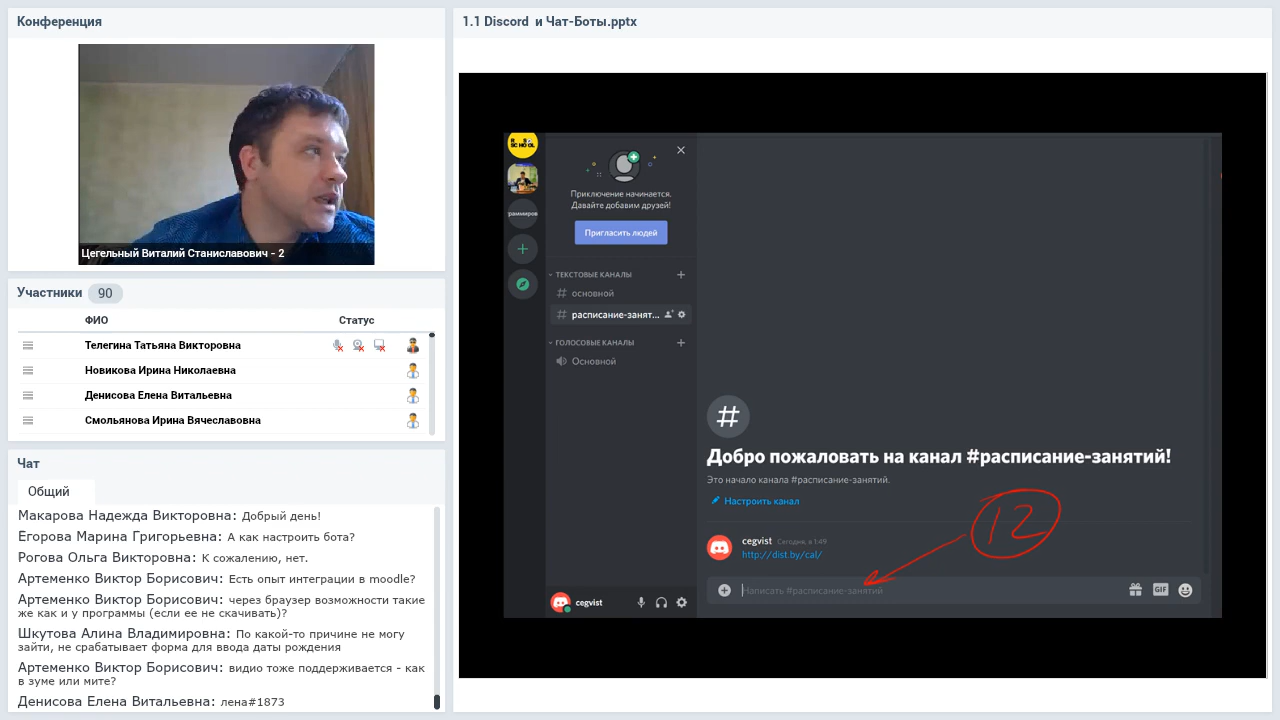 Конференция
Цегельный Виталий Станиславович - 2
Участники 90
ФИО Статус
Телегина Татьяна Викторовна
Новикова Ирина Николаевна
Денисова Елена Витальевна
Смольянова Ирина Вячеславовна
Чат
Общий
Макарова Надежда Викторовна: Добрый день!
Егорова Марина Григорьевна: А как настроить бота?
Рогова Ольга Викторовна: К сожалению, нет.
Артеменко Виктор Борисович: Есть опыт интеграции в moodle?
Артеменко Виктор Борисович: через браузер возможности такие
же как и у программы (если ее не скачивать)?
Шкутова Алина Владимировна: По какой-то причине не могу
зайти, не срабатывает форма для ввода даты рождения
Артеменко Виктор Борисович: видио тоже поддерживается - как
в зуме или мите?
Денисова Елена Витальевна: лена#1873
1.1 Discord и Чат-Боты.pptx
Приключение начинается.
Давайте добавим друзей!
Пригласить людей
ТЕКСТОВЫЕ КАНАЛЫ
# основной
# расписание-занят...
ГОЛОСОВЫЕ КАНАЛЫ
Основной
cegvist
#
Добро пожаловать на канал #расписание-занятий!
Это начало канала #расписание-занятий.
Настроить канал
12
cegvist Сегодня, в 1:49
http://dist.by/cal/
Написать #расписание-занятий
GIF